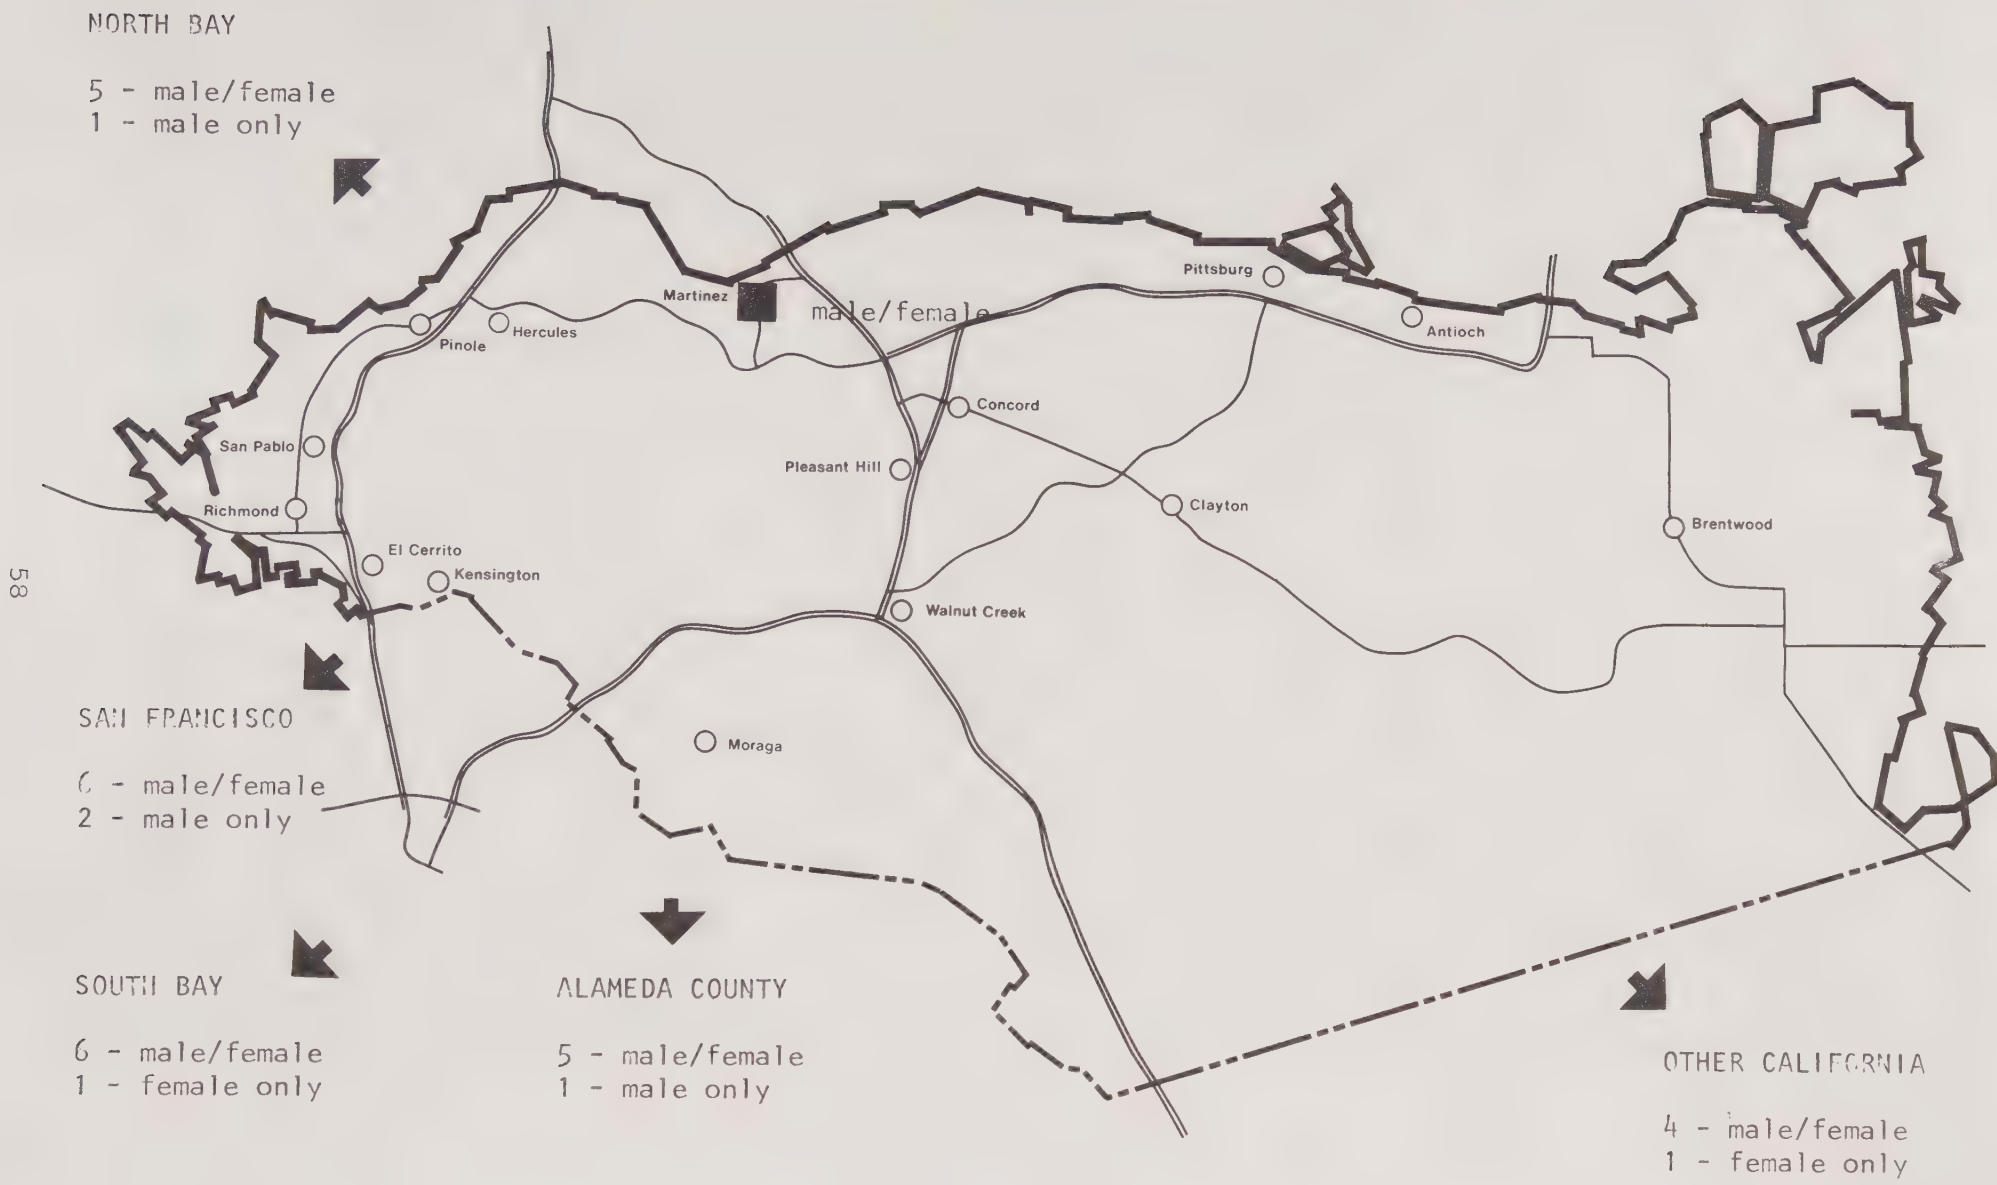 NORTH BAY
5 - male/female
1 - male only
Pittsburg
Martinez
male/female
Hercules
Antioch
Pinole
Concord
San Pablo
Pleasant Hill
Richmond
Clayton
Brentwood
El Cerrito
Kensington
58
Walnut Creek
SAN FRANCISCO
Moraga
6 - male/female
2 - male only
SOUTH BAY
6 - male/female
1 - female only
ALAMEDA COUNTY
5 - male/female
1 - male only
OTHER CALIFORNIA
4 - male/female
1 - female only